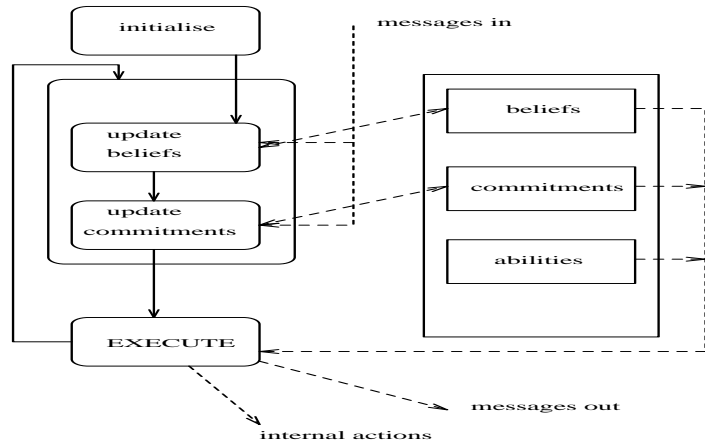 initialise
messages in
beliefs
update
beliefs
commitments
update
commitments
abilities
EXECUTE
messages out
internal actions